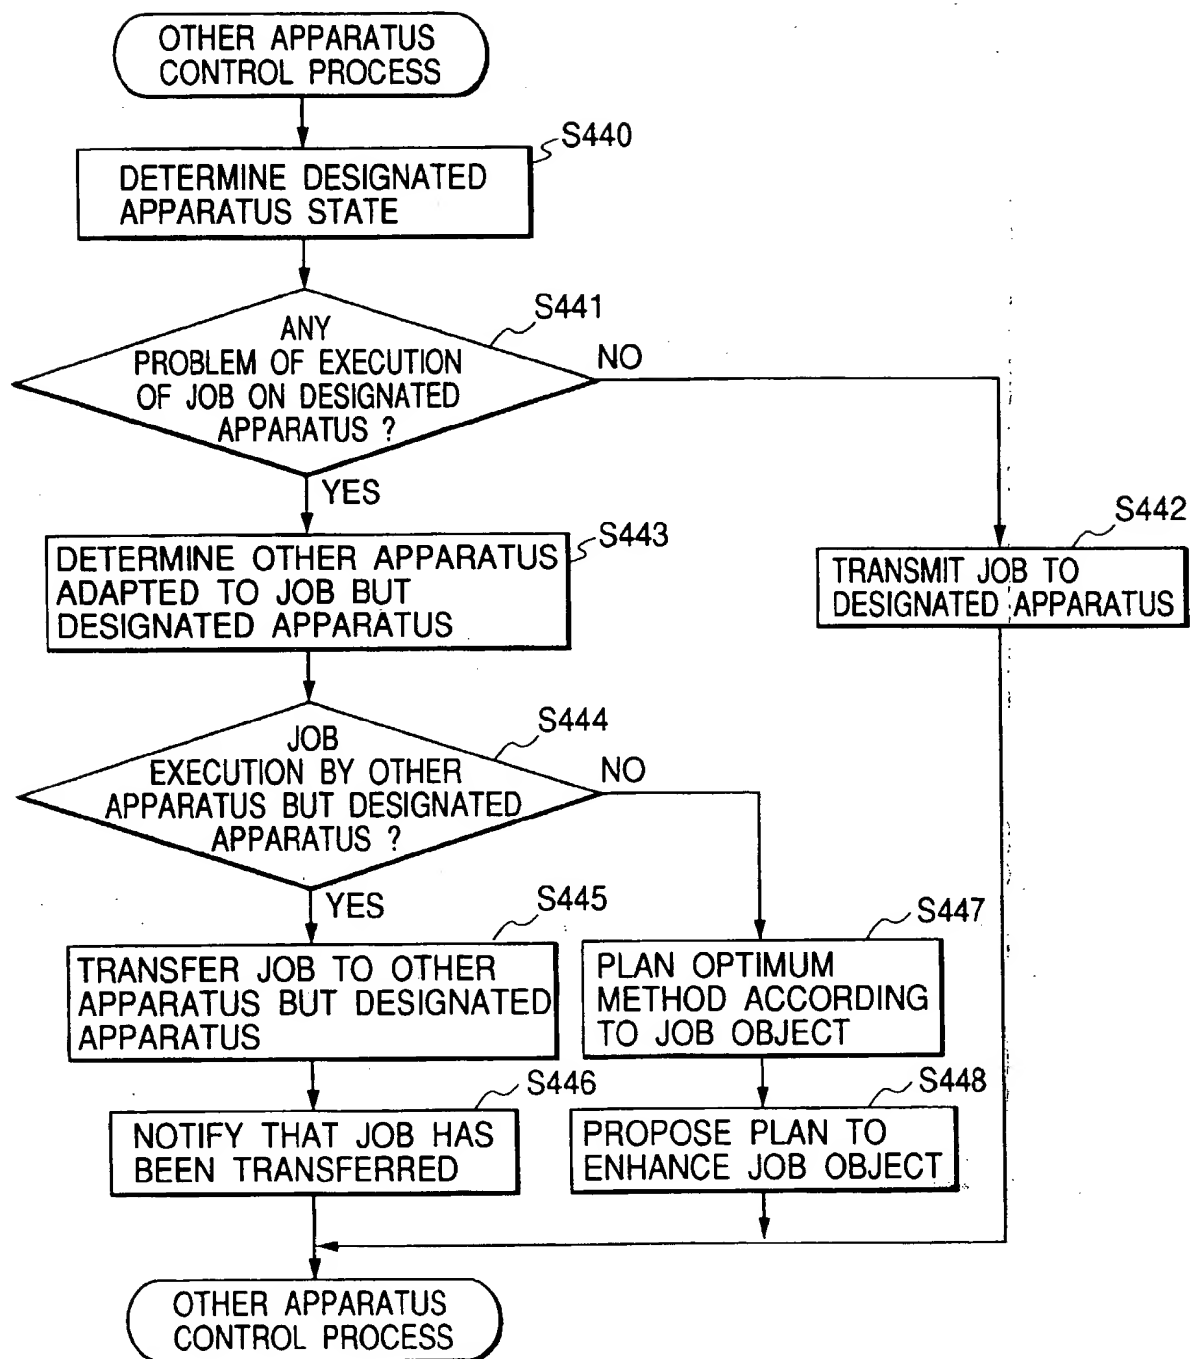 OTHER APPARATUS
CONTROL PROCESS
S440
DETERMINE DESIGNATED
APPARATUS STATE
S441
ANY
PROBLEM OF EXECUTION
OF JOB ON DESIGNATED
APPARATUS ?
NO
YES
S442
TRANSMIT JOB TO
DESIGNATED APPARATUS
S443
DETERMINE OTHER APPARATUS
ADAPTED TO JOB BUT
DESIGNATED APPARATUS
S444
JOB
EXECUTION BY OTHER
APPARATUS BUT DESIGNATED
APPARATUS ?
NO
YES
S445
TRANSFER JOB TO OTHER
APPARATUS BUT DESIGNATED
APPARATUS
S447
PLAN OPTIMUM
METHOD ACCORDING
TO JOB OBJECT
S446
NOTIFY THAT JOB HAS
BEEN TRANSFERRED
S448
PROPOSE PLAN TO
ENHANCE JOB OBJECT
OTHER APPARATUS
CONTROL PROCESS